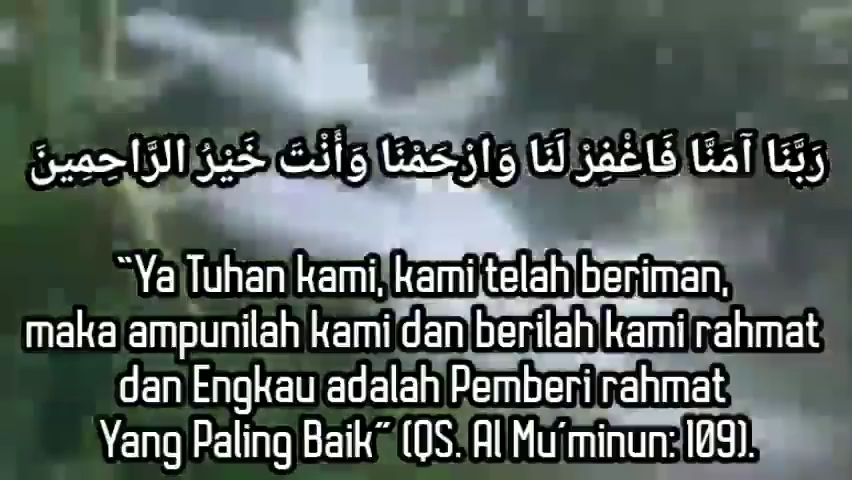 رَبَّنَا آمَنَّا فَاغْفِرْ لَنَا وَارْحَمْنَا وَأَنْتَ خَيْرُ الرَّاحِمِينَ
“Ya Tuhan kami, kami telah beriman,
maka ampunilah kami dan berilah kami rahmat
dan Engkau adalah Pemberi rahmat
Yang Paling Baik” (QS. Al Mu’minun: 109).